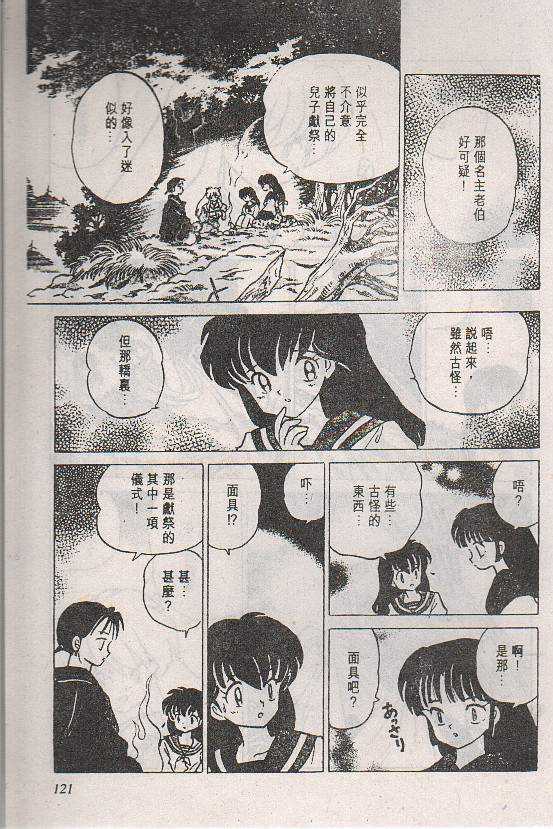 那個名主老伯
好可疑！
似乎完全
不介意
將自己的
兒子獻祭…
好像入了迷
似的…
唔…
說起來，
雖然古怪…
但那轎裏…
唔？
有些…
古怪的
東西…
啊！
是那…
面具吧？
あっさり
吓…
面具!?
那是獻祭的
其中一項
儀式！
甚…
甚麼？
121